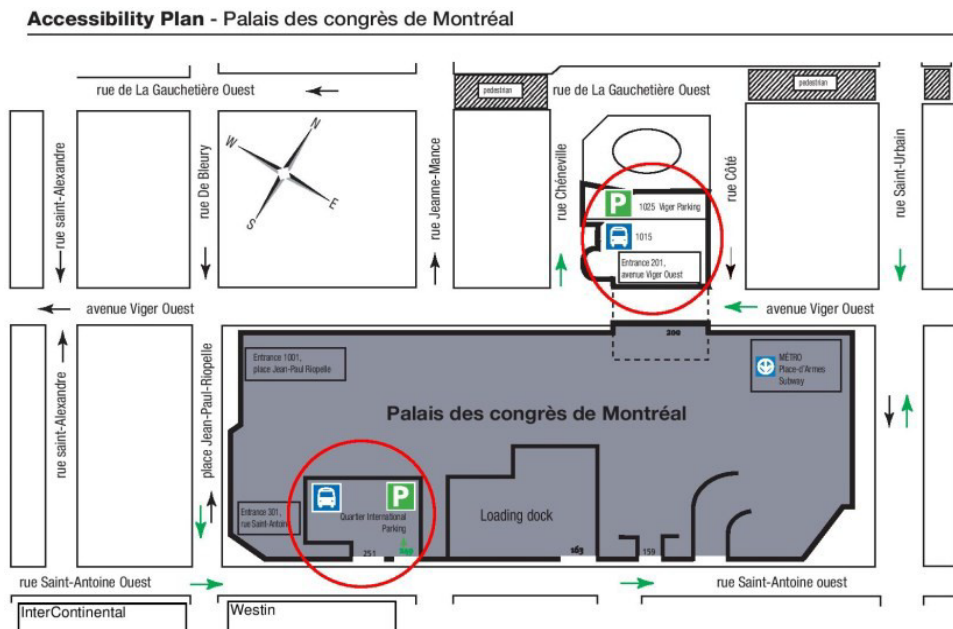 Accessibility Plan - Palais des congrès de Montréal
rue de La Gauchetière Ouest
pedestrian
rue de La Gauchetière Ouest
pedestrian
rue saint-Alexandre
rue De Bleury
N
W
E
S
rue Jeanne-Mance
rue Chéneville
rue Côté
rue Saint-Urbain
P
1025 Viger Parking
1015
Entrance 201,
avenue Viger Ouest
avenue Viger Ouest
avenue Viger Ouest
200
Entrance 1001,
place Jean-Paul Riopelle
MÉTRO
Place-d'Armes
Subway
rue saint-Alexandre
place Jean-Paul-Riopelle
Palais des congrès de Montréal
P
Quartier International
Parking
Entrance 301,
rue Saint-Antoine
Loading dock
251
163
159
rue Saint-Antoine Ouest
rue Saint-Antoine ouest
InterContinental
Westin